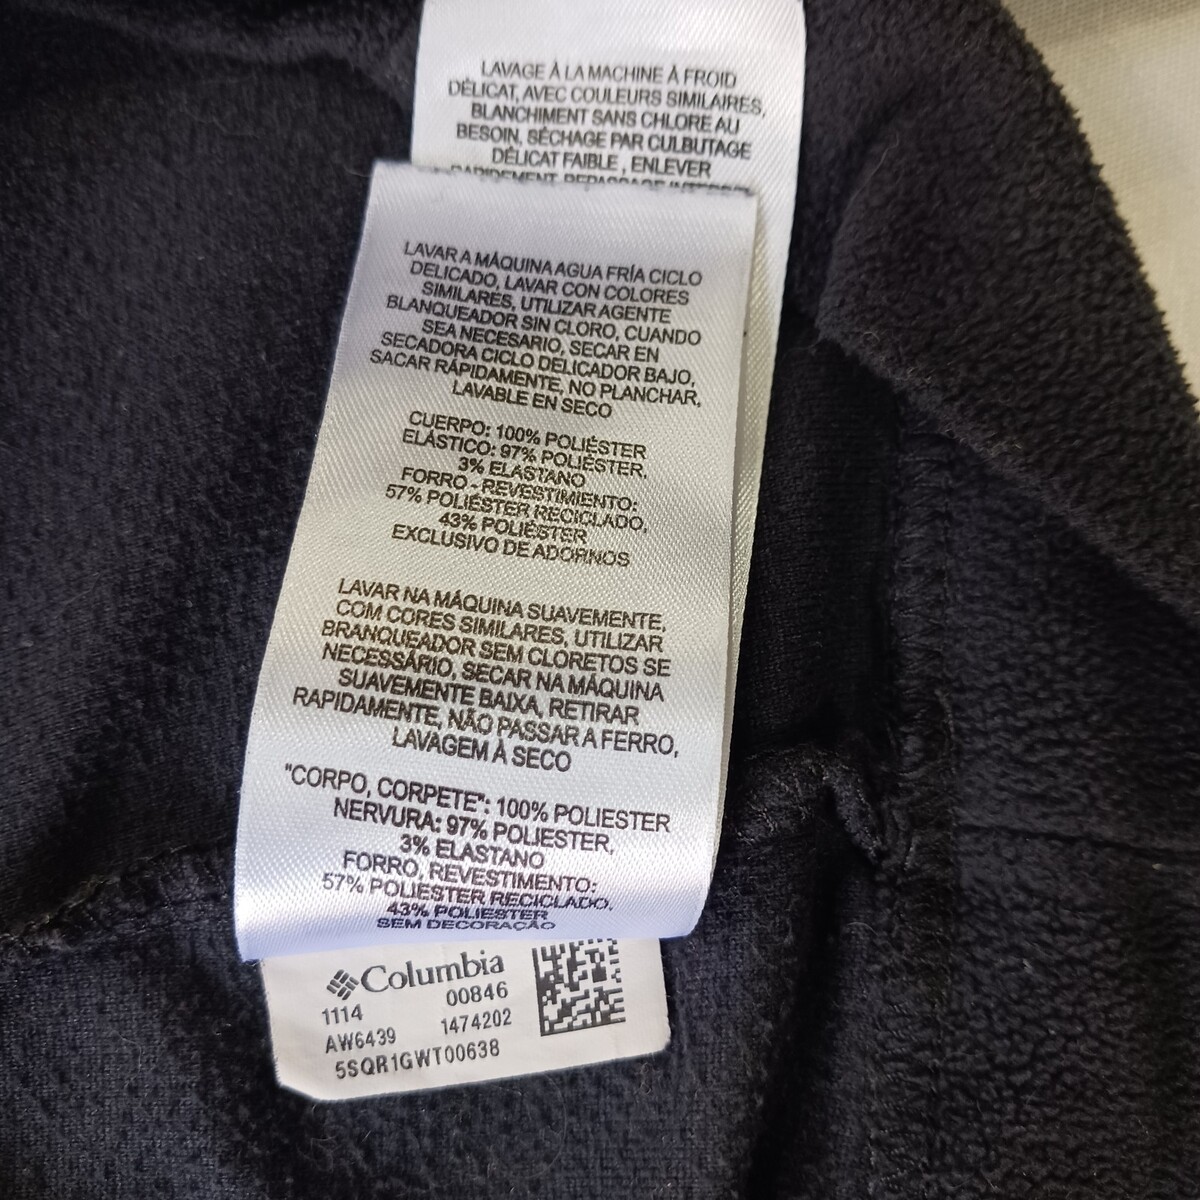 LAVAGE À LA MACHINE À FROID
DÉLICAT, AVEC COULEURS SIMILAIRES,
BLANCHIMENT SANS CHLORE AU
BESOIN, SÉCHAGE PAR CULBUTAGE
DÉLICAT FAIBLE , ENLEVER
RAPIDEMENT, REPASSAGE
LAVAR A MÁQUINA AGUA FRÍA CICLO
DELICADO, LAVAR CON COLORES
SIMILARES, UTILIZAR AGENTE
BLANQUEADOR SIN CLORO, CUANDO
SEA NECESARIO, SECAR EN
SECADORA CICLO DELICADOR BAJO,
SACAR RÁPIDAMENTE, NO PLANCHAR,
LAVABLE EN SECO
CUERPO: 100% POLIÉSTER
ELÁSTICO: 97% POLIÉSTER,
3% ELASTANO
FORRO - REVESTIMIENTO:
57% POLIÉSTER RECICLADO,
43% POLIÉSTER
EXCLUSIVO DE ADORNOS
LAVAR NA MÁQUINA SUAVEMENTE,
COM CORES SIMILARES, UTILIZAR
BRANQUEADOR SEM CLORETOS SE
NECESSÁRIO, SECAR NA MÁQUINA
SUAVEMENTE BAIXA, RETIRAR
RAPIDAMENTE, NÃO PASSAR A FERRO,
LAVAGEM À SECO
"CORPO, CORPETE": 100% POLIESTER
NERVURA: 97% POLIESTER,
3% ELASTANO
FORRO, REVESTIMENTO:
57% POLIESTER RECICLADO,
43% POLIESTER
SEM DECORAÇÃO
Columbia
1114 00846
AW6439 1474202
5SQR1GWT00638